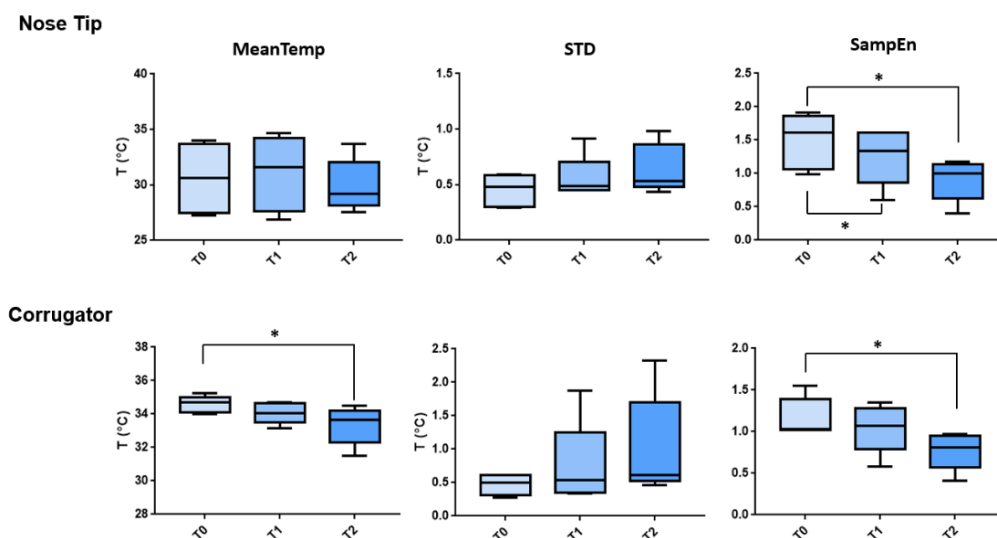 Nose Tip
MeanTemp
STD
SampEn
T (°C)
40
35
30
25
T0
T1
T2
T (°C)
1.5
1.0
0.5
0.0
T0
T1
T2
T (°C)
2.5
2.0
1.5
1.0
0.5
0.0
*
*
T0
T1
T2
Corrugator
T (°C)
38
36
34
32
30
28
*
T0
T1
T2
T (°C)
2.5
2.0
1.5
1.0
0.5
0.0
T0
T1
T2
T (°C)
2.0
1.5
1.0
0.5
0.0
*
T0
T1
T2